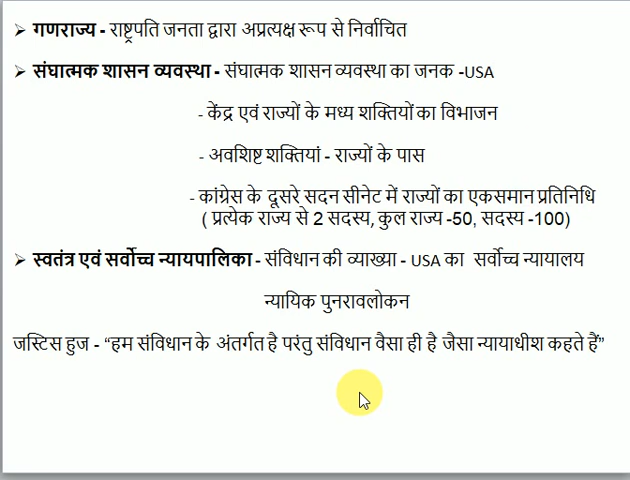 ➢ गणराज्य - राष्ट्रपति जनता द्वारा अप्रत्यक्ष रूप से निर्वाचित
➢ संघात्मक शासन व्यवस्था - संघात्मक शासन व्यवस्था का जनक -USA
- केंद्र एवं राज्यों के मध्य शक्तियों का विभाजन
- अवशिष्ट शक्तियां - राज्यों के पास
- कांग्रेस के दूसरे सदन सीनेट में राज्यों का एकसमान प्रतिनिधि
( प्रत्येक राज्य से 2 सदस्य, कुल राज्य -50, सदस्य -100)
➢ स्वतंत्र एवं सर्वोच्च न्यायपालिका - संविधान की व्याख्या - USA का सर्वोच्च न्यायालय
न्यायिक पुनरावलोकन
जस्टिस हुज - “हम संविधान के अंतर्गत है परंतु संविधान वैसा ही है जैसा न्यायाधीश कहते हैं”